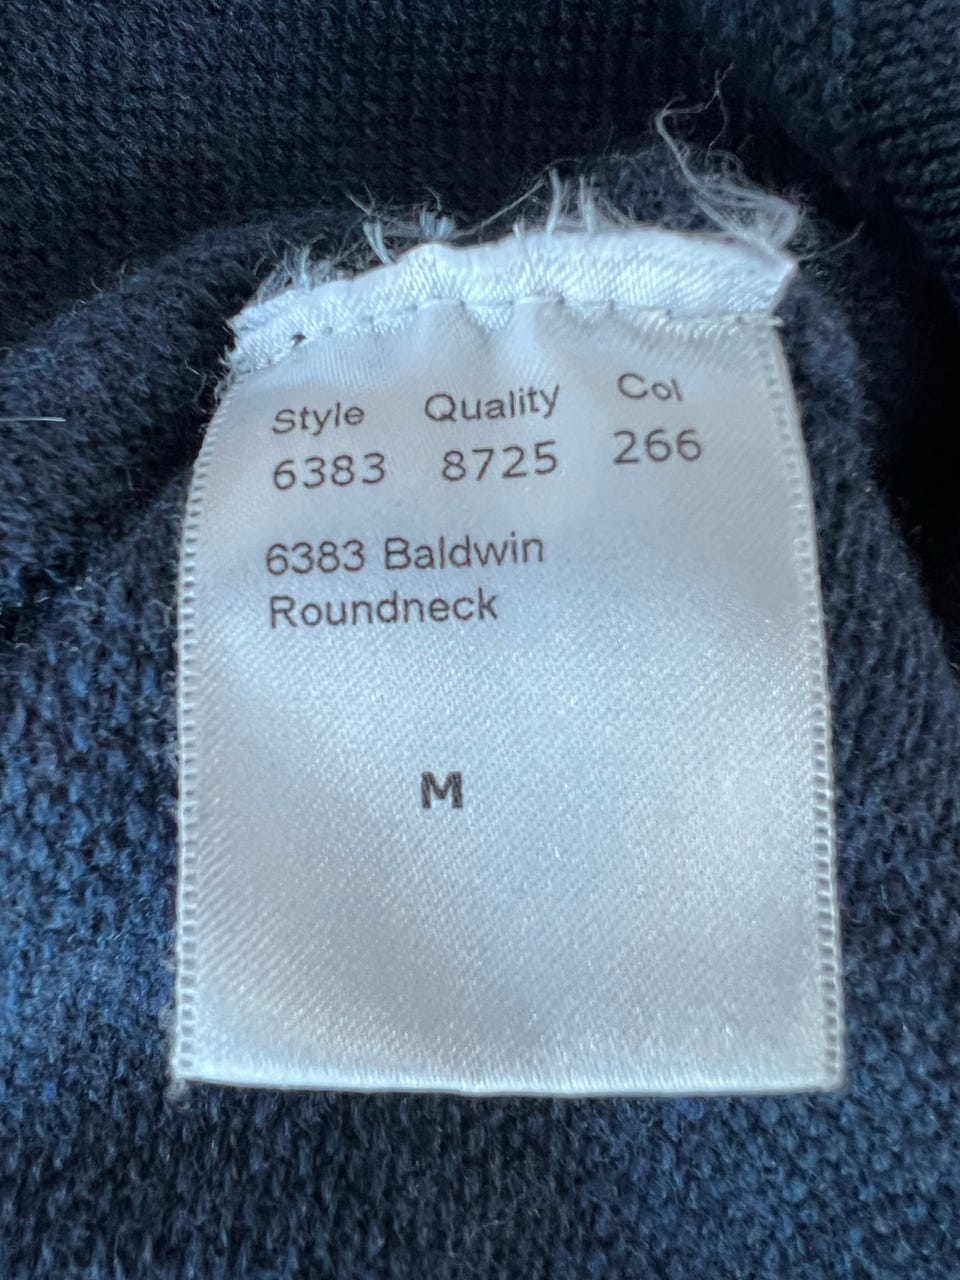 Style Quality Col
6383 8725 266
6383 Baldwin
Roundneck
M